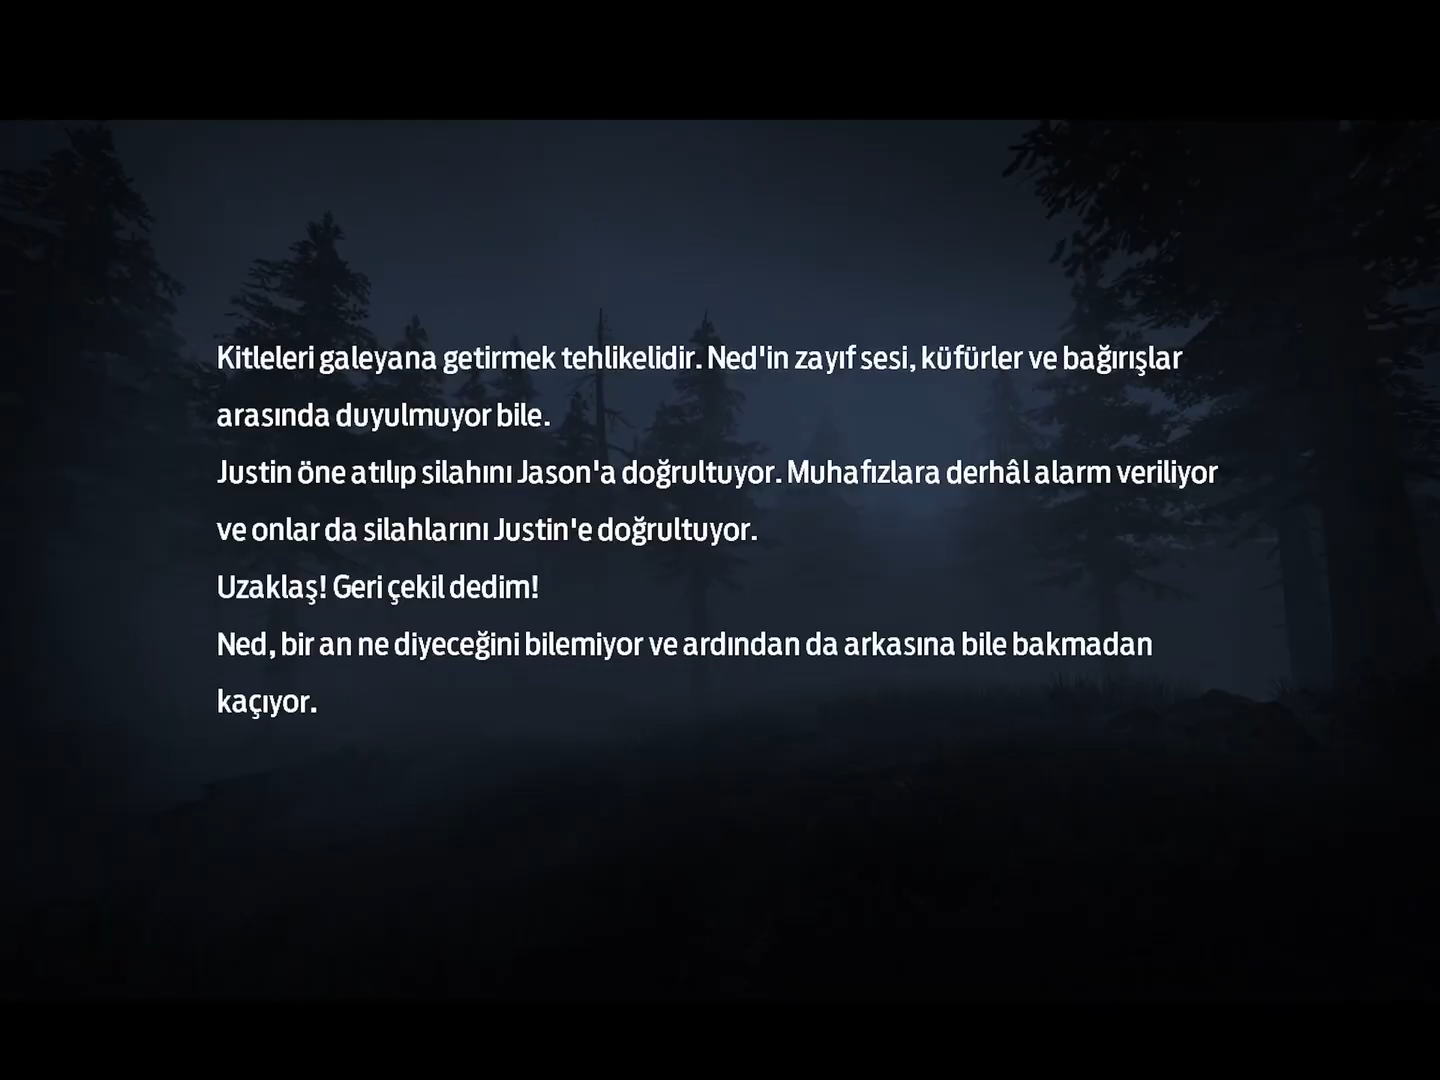 Kitleleri galeyana getirmek tehlikelidir. Ned'in zayıf sesi, küfürler ve bağırışlar
arasında duyulmuyor bile.
Justin öne atılıp silahını Jason'a doğrultuyor. Muhafızlara derhâl alarm veriliyor
ve onlar da silahlarını Justin'e doğrultuyor.
Uzaklaş! Geri çekil dedim!
Ned, bir an ne diyeceğini bilemiyor ve ardından da arkasına bile bakmadan
kaçıyor.